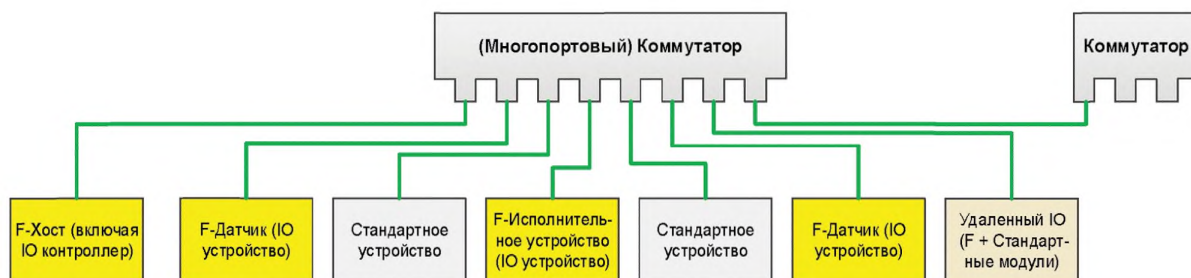 (Многопортовый) Коммутатор
Коммутатор
F-Хост (включая
IO контроллер)
F-Датчик (IO
устройство)
Стандартное
устройство
F-Исполнитель-
ное устройство
(IO устройство)
Стандартное
устройство
F-Датчик (IO
устройство)
Удаленный IO
(F + Стандарт-
ные модули)